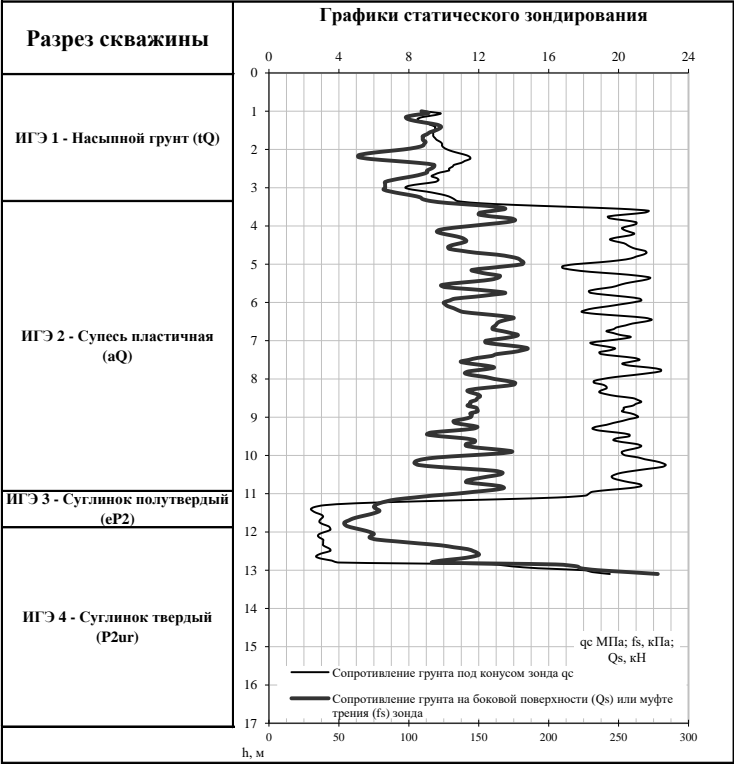 Разрез скважины
Графики статического зондирования
0 4 8 12 16 20 24
0
1
2
3
4
5
6
7
8
9
10
11
12
13
14
15
16
17
ИГЭ 1 - Насыпной грунт (tQ)
ИГЭ 2 - Супесь пластичная
(aQ)
ИГЭ 3 - Суглинок полутвердый
(eP2)
ИГЭ 4 - Суглинок твердый
(P2ur)
qc МПа; fs, кПа;
Qs, кН
Сопротивление грунта под конусом зонда qc
Сопротивление грунта на боковой поверхности (Qs) или муфте
трения (fs) зонда
0 50 100 150 200 250 300
h, м